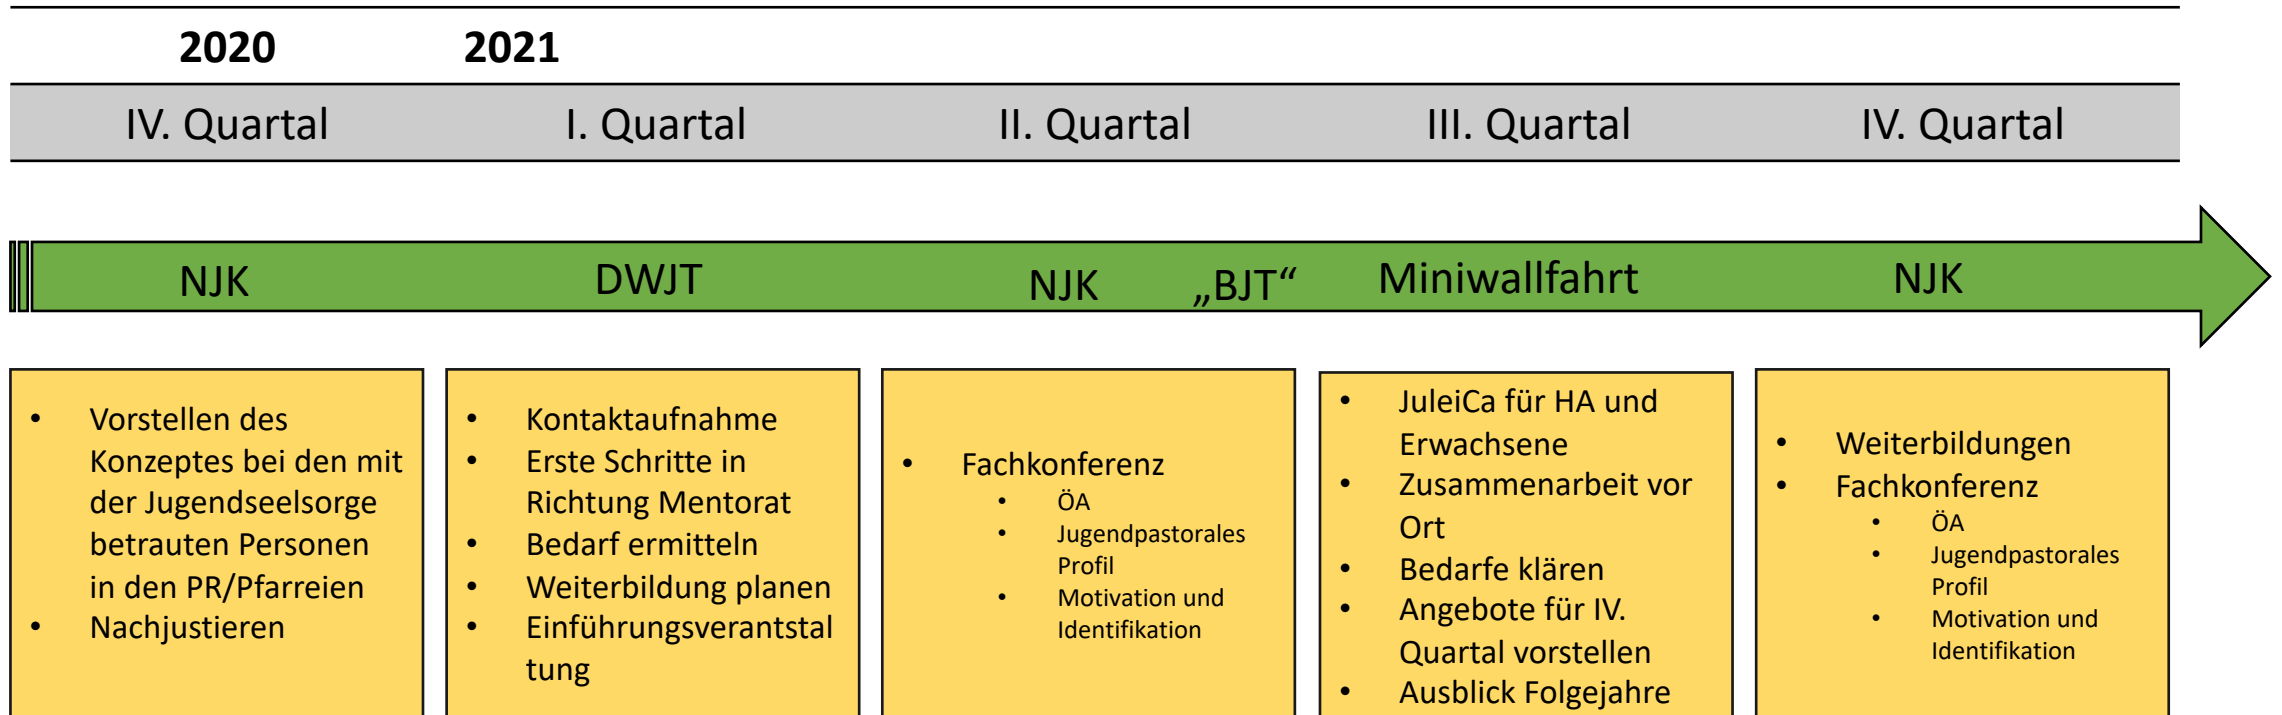 2020 2021
IV. Quartal I. Quartal II. Quartal III. Quartal IV. Quartal
NJK DWJT NJK „BJT“ Miniwallfahrt NJK
• Vorstellen des
Konzeptes bei den mit
der Jugendseelsorge
betrauten Personen
in den PR/Pfarreien
• Nachjustieren
• Kontaktaufnahme
• Erste Schritte in
Richtung Mentorat
• Bedarf ermitteln
• Weiterbildung planen
• Einführungsverantstal
tung
• Fachkonferenz
• ÖA
• Jugendpastorales
Profil
• Motivation und
Identifikation
• JuleiCa für HA und
Erwachsene
• Zusammenarbeit vor
Ort
• Bedarfe klären
• Angebote für IV.
Quartal vorstellen
• Ausblick Folgejahre
• Weiterbildungen
• Fachkonferenz
• ÖA
• Jugendpastorales
Profil
• Motivation und
Identifikation